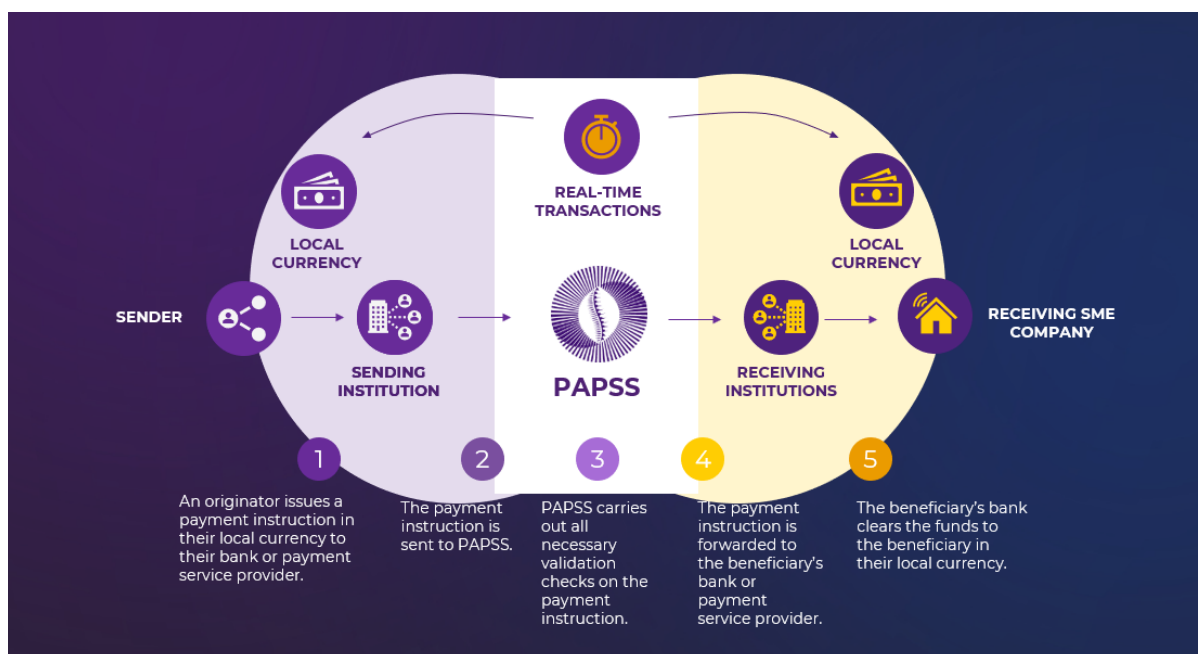 REAL-TIME
TRANSACTIONS
LOCAL
CURRENCY
LOCAL
CURRENCY
SENDER
SENDING
INSTITUTION
PAPSS
RECEIVING
INSTITUTIONS
RECEIVING SME
COMPANY
1
An originator issues a
payment instruction in
their local currency to
their bank or payment
service provider.
2
The payment
instruction is
sent to PAPSS.
3
PAPSS carries
out all
necessary
validation
checks on the
payment
instruction.
4
The payment
instruction is
forwarded to
the beneficiary’s
bank or
payment
service provider.
5
The beneficiary’s bank
clears the funds to
the beneficiary in
their local currency.